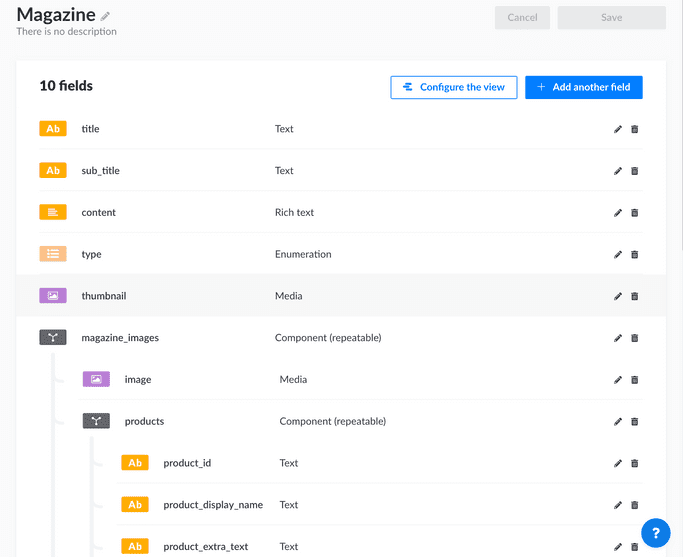 Magazine
Cancel
Save
There is no description
10 fields
Configure the view
+ Add another field
Ab title Text
Ab sub_title Text
content Rich text
type Enumeration
thumbnail Media
magazine_images Component (repeatable)
image Media
products Component (repeatable)
Ab product_id Text
Ab product_display_name Text
Ab product_extra_text Text
?